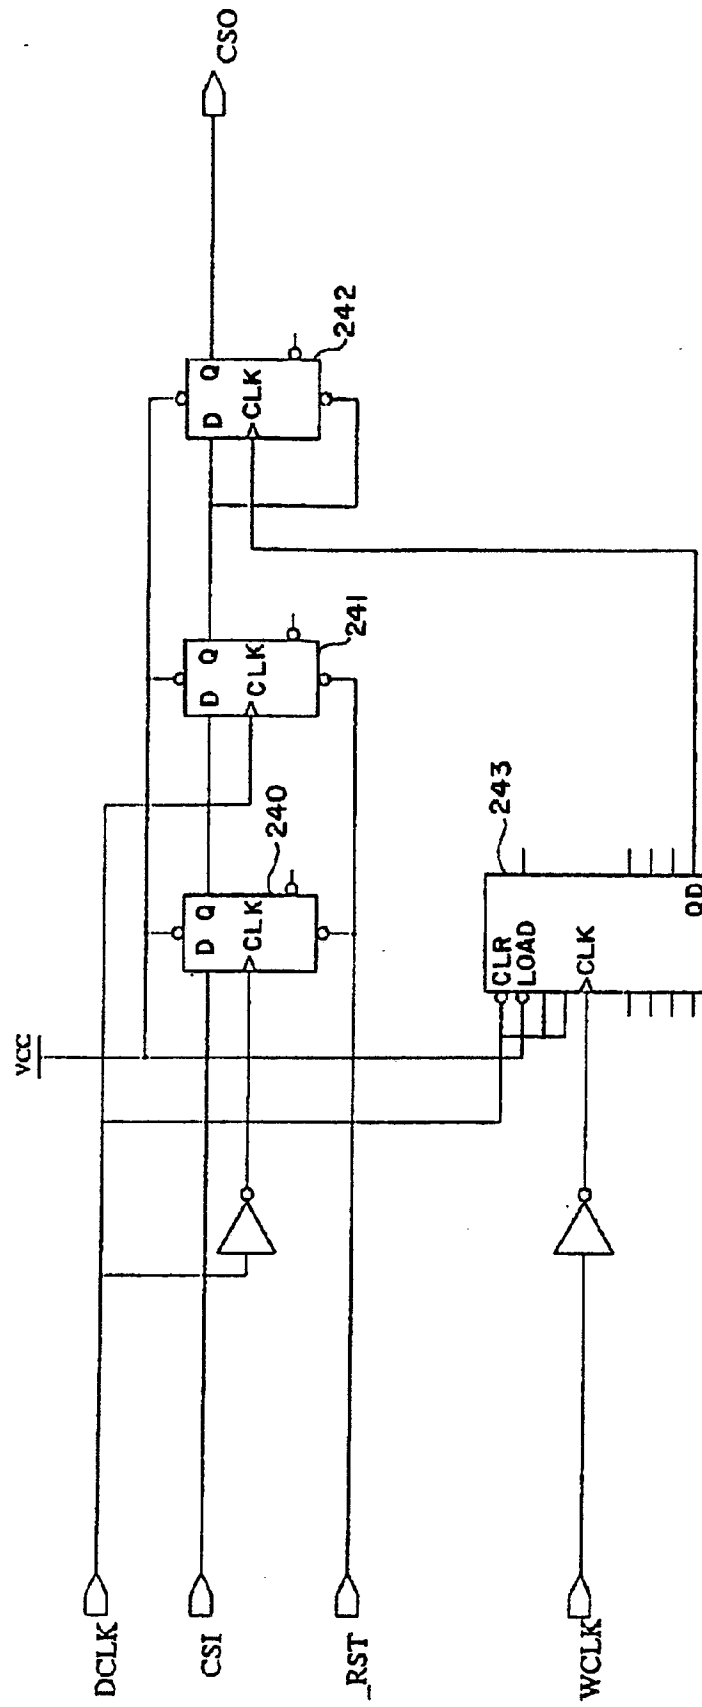 CSO
VCC
D Q
CLK
242
D Q
CLK
241
D Q
CLK
240
243
CLR
LOAD
CLK
QD
DCLK
CSI
_RST
WCLK